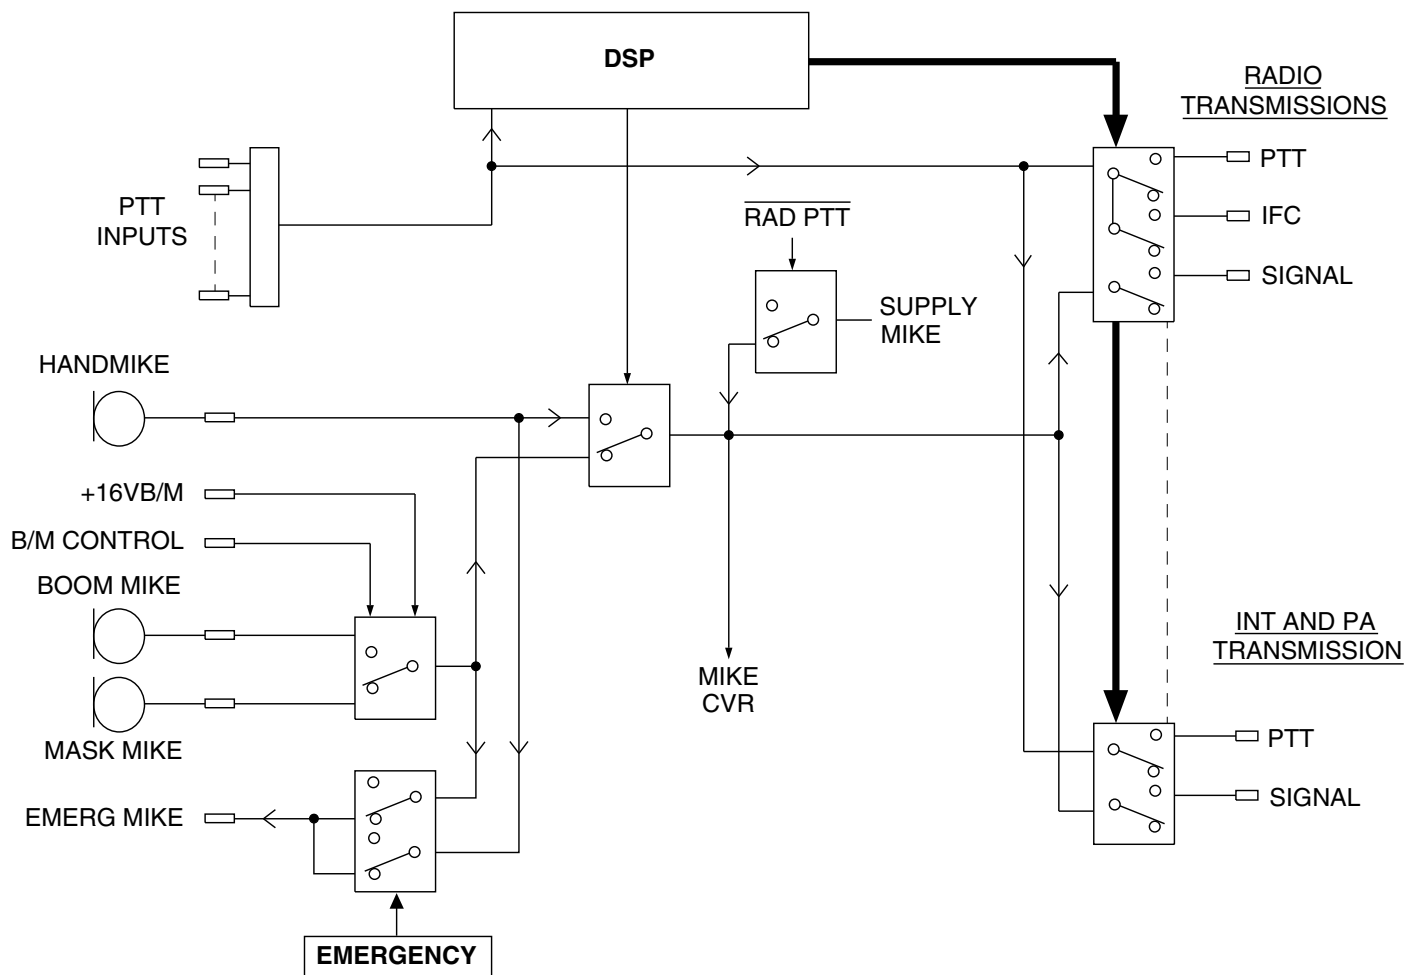 DSP
RADIO
TRANSMISSIONS
PTT
INPUTS
RAD PTT
PTT
IFC
SIGNAL
SUPPLY
MIKE
HANDMIKE
+16VB/M
B/M CONTROL
BOOM MIKE
MASK MIKE
MIKE
CVR
INT AND PA
TRANSMISSION
PTT
SIGNAL
EMERG MIKE
EMERGENCY